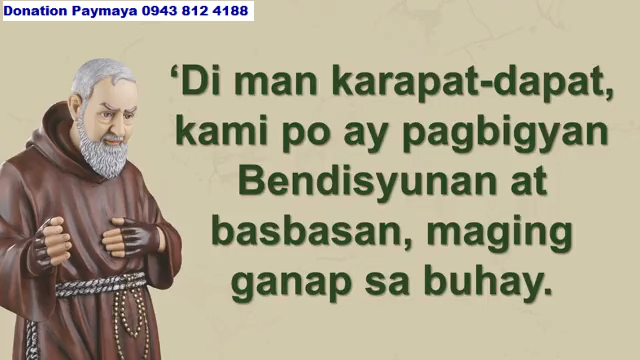 Donation Paymaya 0943 812 4188
‘Di man karapat-dapat,
kami po ay pagbigyan
Bendisyunan at
basbasan, maging
ganap sa buhay.